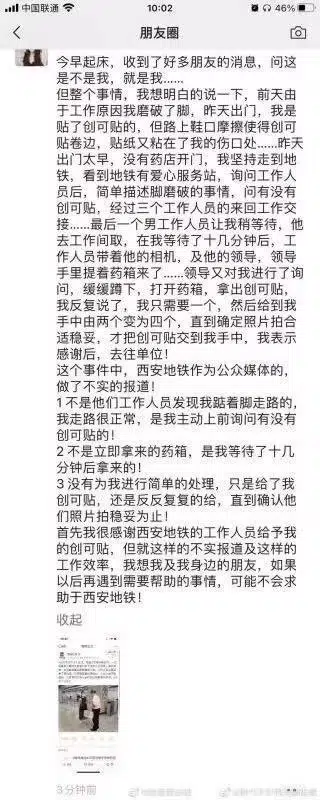 中国联通
10:02
86%
朋友圈
今早起床，收到了好多朋友的消息，问这
是不是我，就是我……
但整个事情，我想明白的说一下，前天由
于工作原因我磨破了脚，昨天出门，我是
贴了创可贴的，但路上鞋口摩擦使得创可
贴卷边，贴纸又粘在了我的伤口处……昨天
出门太早，没有药店开门，我坚持走到地
铁，看到地铁有爱心服务站，询问工作人
员后，简单描述脚磨破的事情，问有没有
创可贴，经过三个工作人员的来回工作交
接……最后一个男工作人员让我稍等待，他
去工作间取，在我等待了十几分钟后，工
作人员带着他的相机，及他的领导，领导
手里提着药箱来了……领导又对我进行了询
问，缓缓蹲下，打开药箱，拿出创可贴，
我反复说了，我只需要一个，然后给到我
手中由两个变为四个，直到确定照片拍合
适稳妥，才把创可贴交到我手中，我表示
感谢后，去往单位！
这个事件中，西安地铁作为公众媒体的，
做了不实的报道！
1 不是他们工作人员发现我踮着脚走路的，
我走路很正常，是我主动上前询问有没有
创可贴的！
2 不是立即拿来的药箱，是我等待了十几
分钟后拿来的！
3 没有为我进行简单的处理，只是给了我
创可贴，还是反反复复的给，直到确认他
们照片拍稳妥为止！
首先我很感谢西安地铁的工作人员给予我
的创可贴，但就这样的不实报道及这样的
工作效率，我想我及我身边的朋友，如果
以后再遇到需要帮助的事情，可能不会求
助于西安地铁！
收起
3分钟前